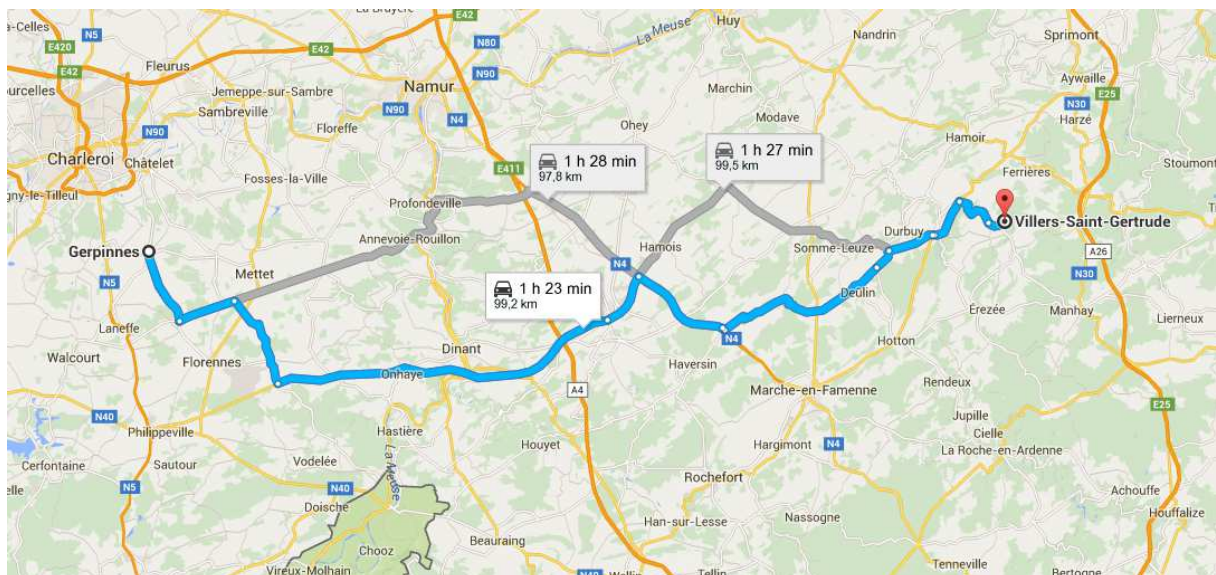 a-Celles
N5
La Bruyère
E42
Huy
Nandrin
Sprimont
E420
E42
Fleurus
E42
N80
La Meuse
N90
Aywaille
Namur
E25
Jemeppe-sur-Sambre
N90
Marchin
N30
Harzé
N90
Sambreville
Floreffe
N4
Ohey
Modave
Hamoir
Charleroi
Châtelet
E411
1 h 28 min
97,8 km
1 h 27 min
99,5 km
Stoumont
Fosses-la-Ville
Ferrières
gny-le-Tilleul
Profondeville
Villers-Saint-Gertrude
Durbuy
Gerpinnes
Annevoie-Rouillon
Hamois
Somme-Leuze
A26
Mettet
N4
N30
N5
1 h 23 min
99,2 km
Deulin
Érezée
Manhay
Lierneux
Laneffe
Walcourt
Florennes
Dinant
N4
Hotton
Onhaye
Haversin
Marche-en-Famenne
Rendeux
A4
N40
Jupille
E25
Philippeville
Hastière
Houyet
Hargimont
N4
Cielle
La Roche-en-Ardenne
Cerfontaine
Sautour
Vodelée
La Meuse
Rochefort
N5
N40
Doische
Achouffe
Han-sur-Lesse
Nassogne
Houffalize
Chooz
Beauraing
Tenneville
Vireux-Molhain
N40
Wellin
Tellin
Bertogne